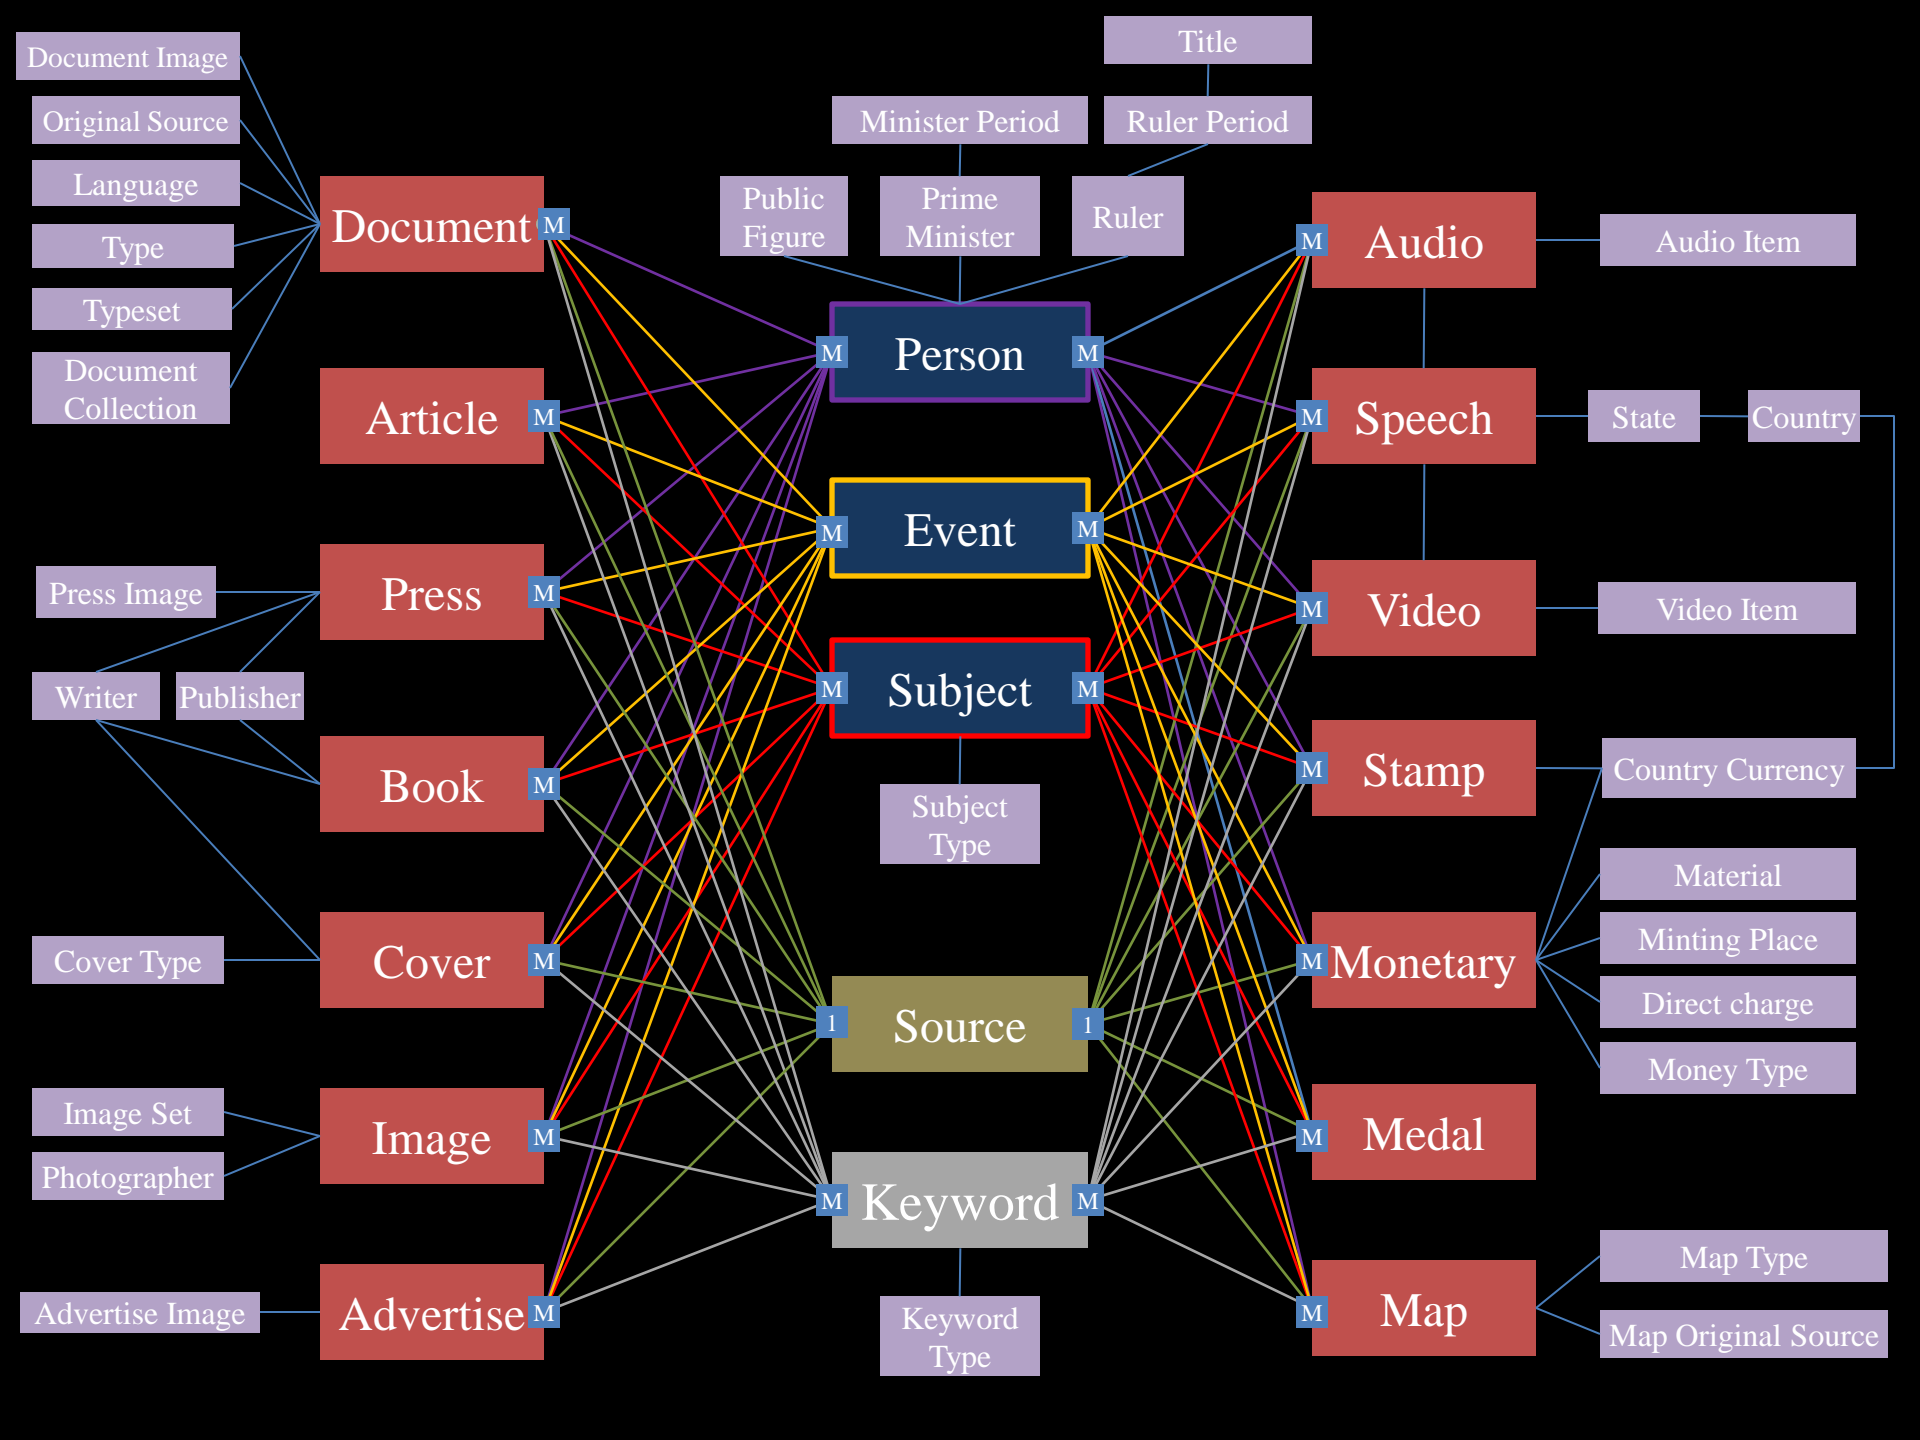 Title
Document Image
Minister Period
Ruler Period
Original Source
Language
Type
Typeset
Document
Collection
Document
M
Public
Figure
Prime
Minister
Ruler
M
Audio
Audio Item
M
Person
M
Article
M
M
Speech
State
Country
M
Event
M
Press Image
Press
M
M
Video
Video Item
Writer
Publisher
M
Subject
M
Subject
Type
Book
M
M
Stamp
Country Currency
Material
Minting Place
Direct charge
Money Type
Cover Type
Cover
M
M
Monetary
1
Source
1
Image Set
Photographer
Image
M
M
Medal
M
Keyword
M
Keyword
Type
Advertise Image
Advertise
M
M
Map
Map Type
Map Original Source